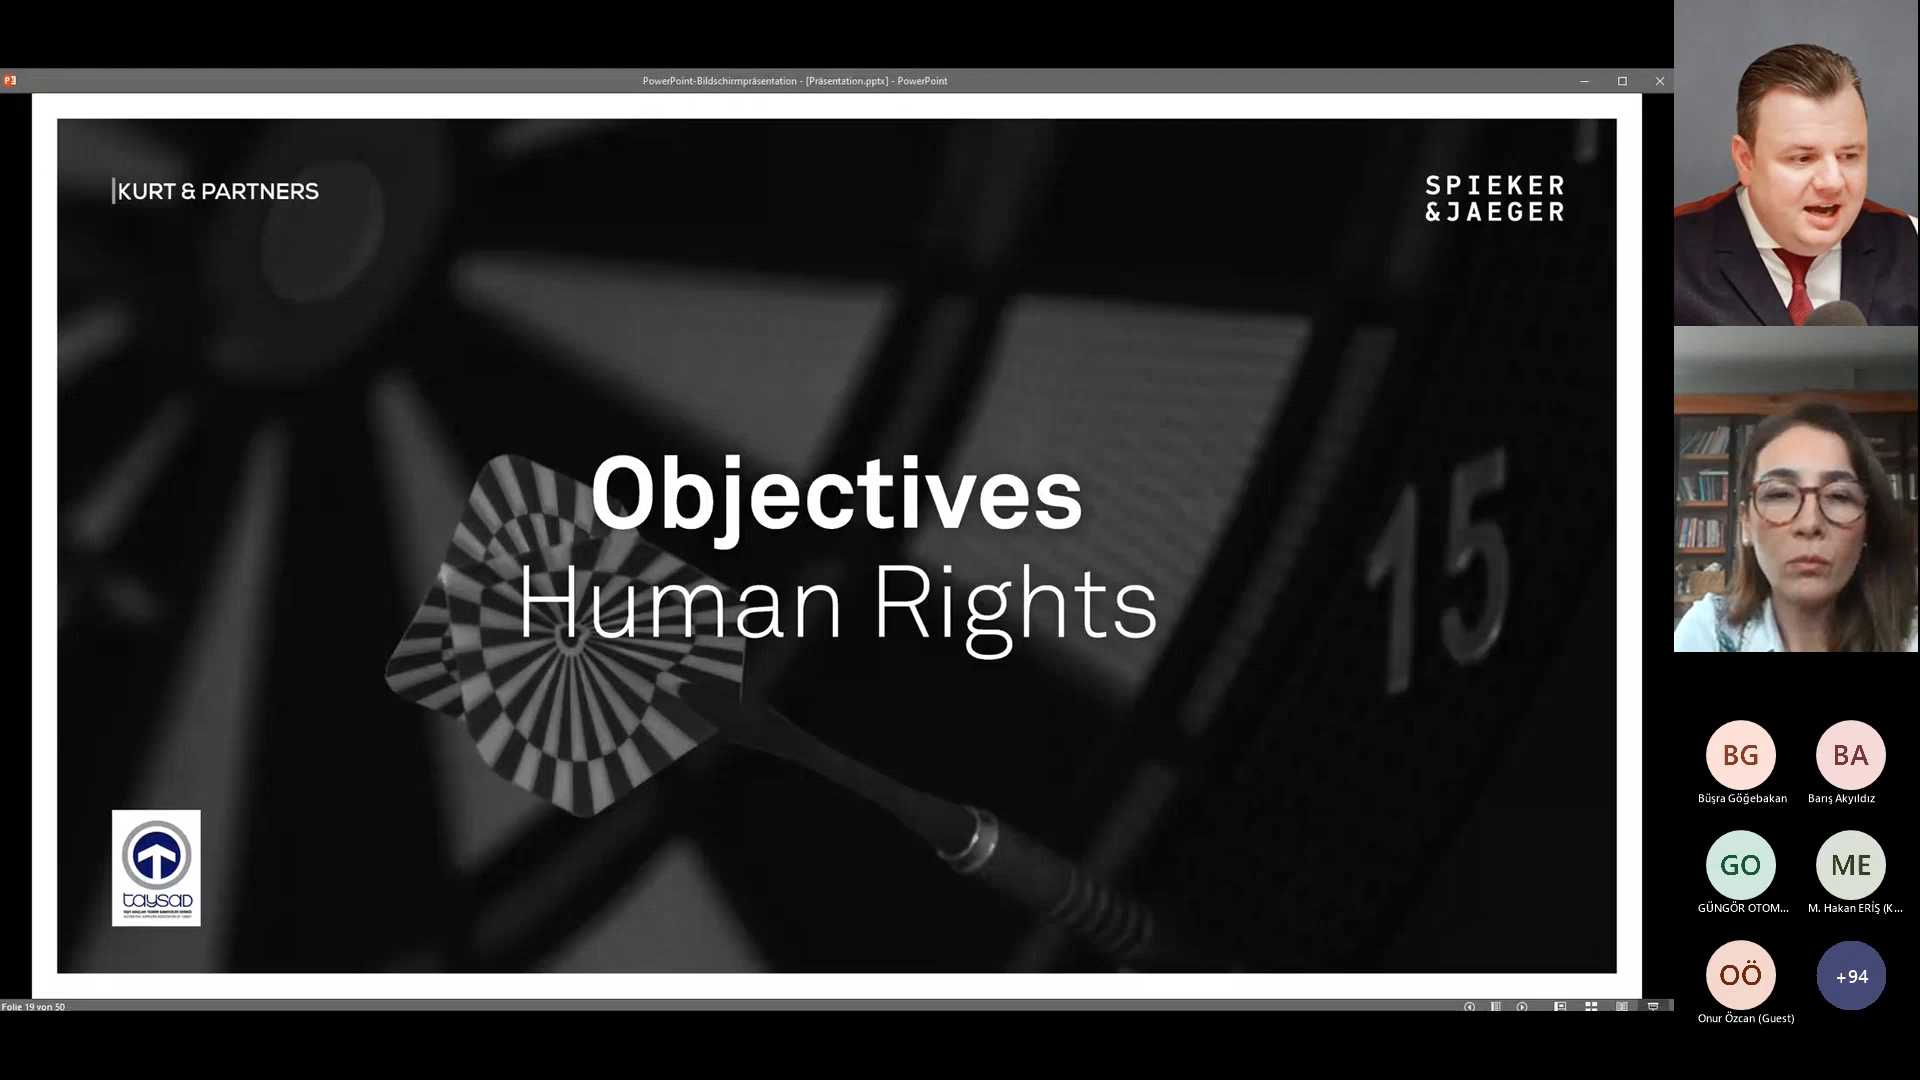 PowerPoint-Bildschirmpräsentation - [Präsentation.pptx] - PowerPoint
KURT & PARTNERS
SPIEKER
&JAEGER
Objectives
Human Rights
15
taysad
Folie 19 von 50
BG
Büşra Göğebakan
BA
Barış Akyıldız
GO
GÜNGÖR OTOM...
ME
M. Hakan ERİŞ (K...
OÖ
Onur Özcan (Guest)
+94